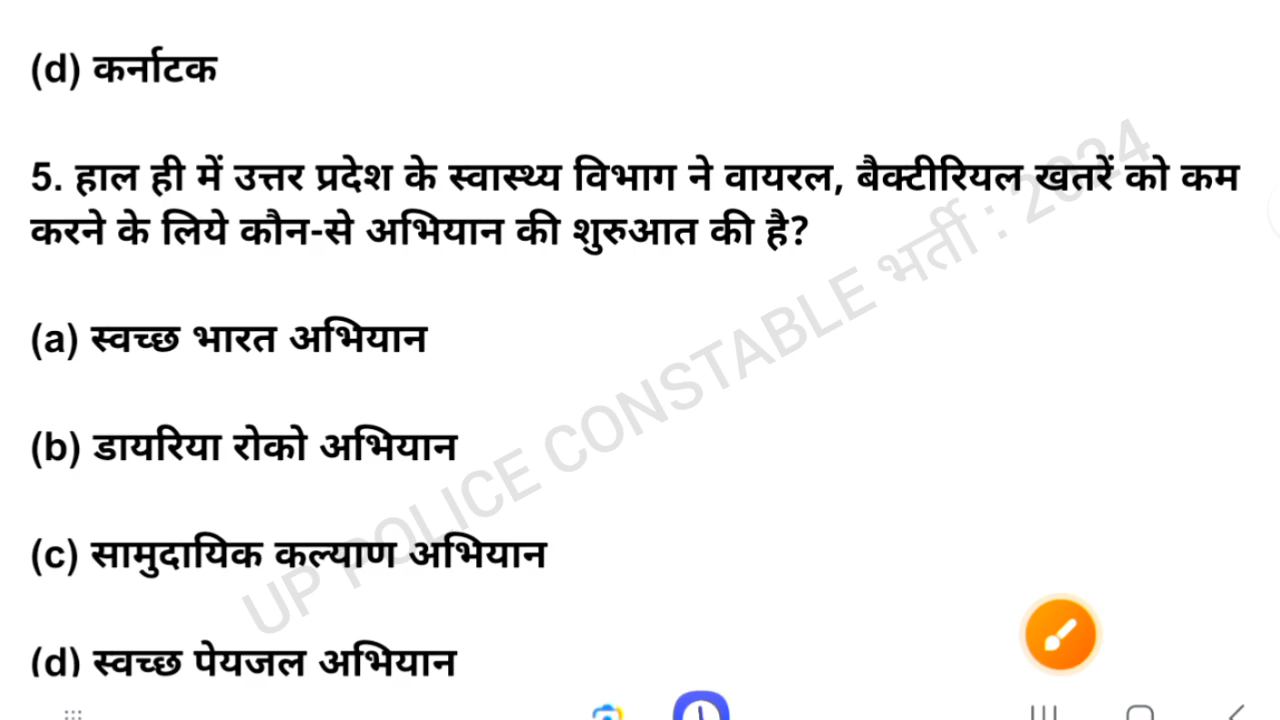 (d) कर्नाटक
5. हाल ही में उत्तर प्रदेश के स्वास्थ्य विभाग ने वायरल, बैक्टीरियल खतरें को कम
करने के लिये कौन-से अभियान की शुरुआत की है?
(a) स्वच्छ भारत अभियान
(b) डायरिया रोको अभियान
(c) सामुदायिक कल्याण अभियान
(d) स्वच्छ पेयजल अभियान
UP POLICE CONSTABLE भर्ती : 2024